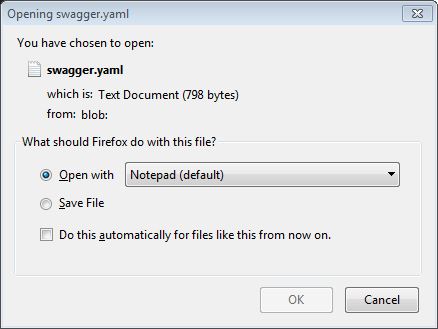 Opening swagger.yaml
You have chosen to open:
swagger.yaml
which is: Text Document (798 bytes)
from: blob:
What should Firefox do with this file?
Open with Notepad (default)
Save File
Do this automatically for files like this from now on.
OK Cancel